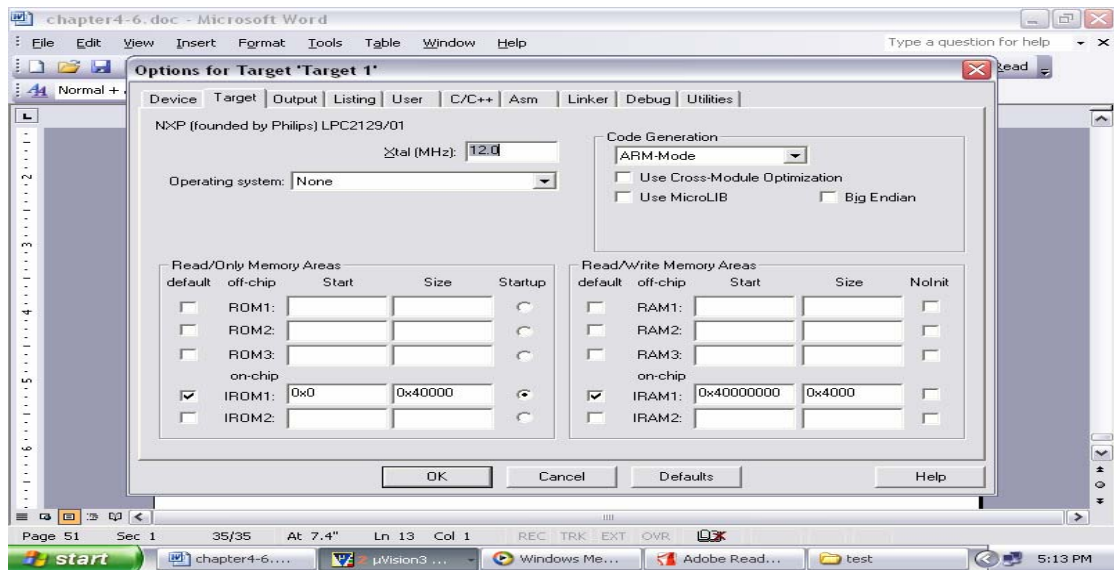 chapter4-6.doc - Microsoft Word
File Edit View Insert Format Tools Table Window Help Type a question for help
Normal +
Read
Options for Target 'Target 1'
Device Target Output Listing User C/C++ Asm Linker Debug Utilities
NXP (founded by Philips) LPC2129/01
Xtal (MHz): 12.0
Operating system: None
Code Generation
ARM-Mode
Use Cross-Module Optimization
Use MicroLIB Big Endian
Read/Only Memory Areas
default off-chip Start Size Startup
ROM1:
ROM2:
ROM3:
on-chip
IROM1: 0x0 0x40000
IROM2:
Read/Write Memory Areas
default off-chip Start Size NoInit
RAM1:
RAM2:
RAM3:
on-chip
IRAM1: 0x40000000 0x4000
IRAM2:
OK Cancel Defaults Help
Page 51 Sec 1 35/35 At 7.4" Ln 13 Col 1 REC TRK EXT OVR
start chapter4-6.... µVision3 ... Windows Me... Adobe Read... test 5:13 PM